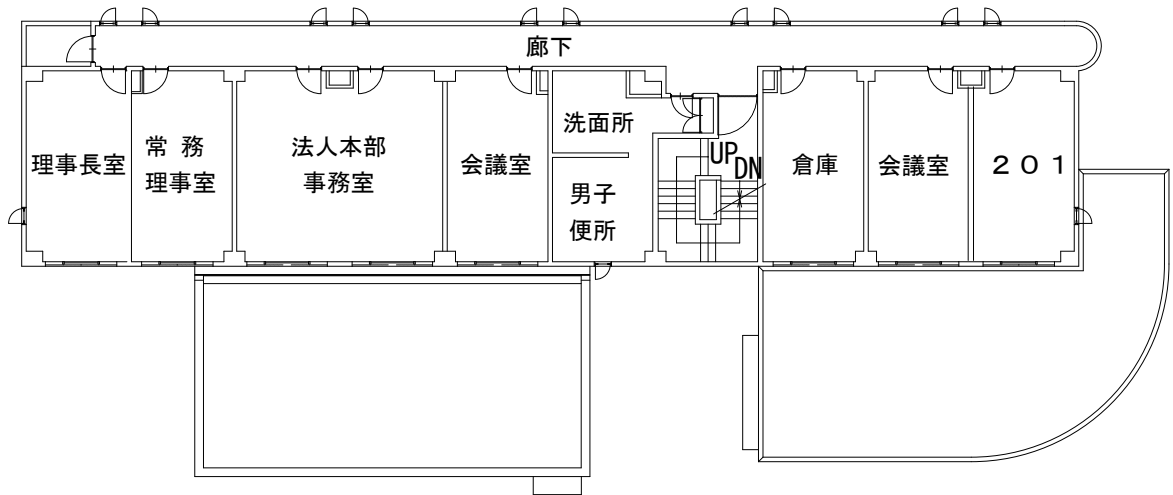 廊下
理事長室
常 務
理事室
法人本部
事務室
会議室
洗面所
男子
便所
UP
DN
倉庫
会議室
２０１